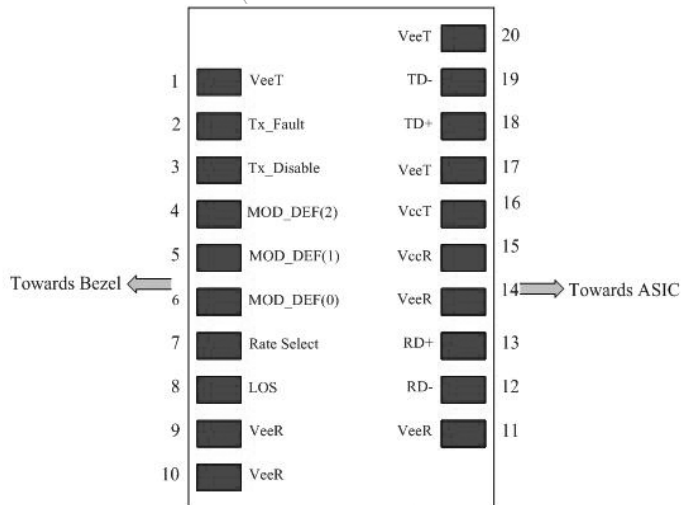 VeeT 20
1 VeeT TD- 19
2 Tx_Fault TD+ 18
3 Tx_Disable VeeT 17
4 MOD_DEF(2) VccT 16
5 MOD_DEF(1) VccR 15
Towards Bezel 6 MOD_DEF(0) VeeR 14 Towards ASIC
7 Rate Select RD+ 13
8 LOS RD- 12
9 VeeR VeeR 11
10 VeeR